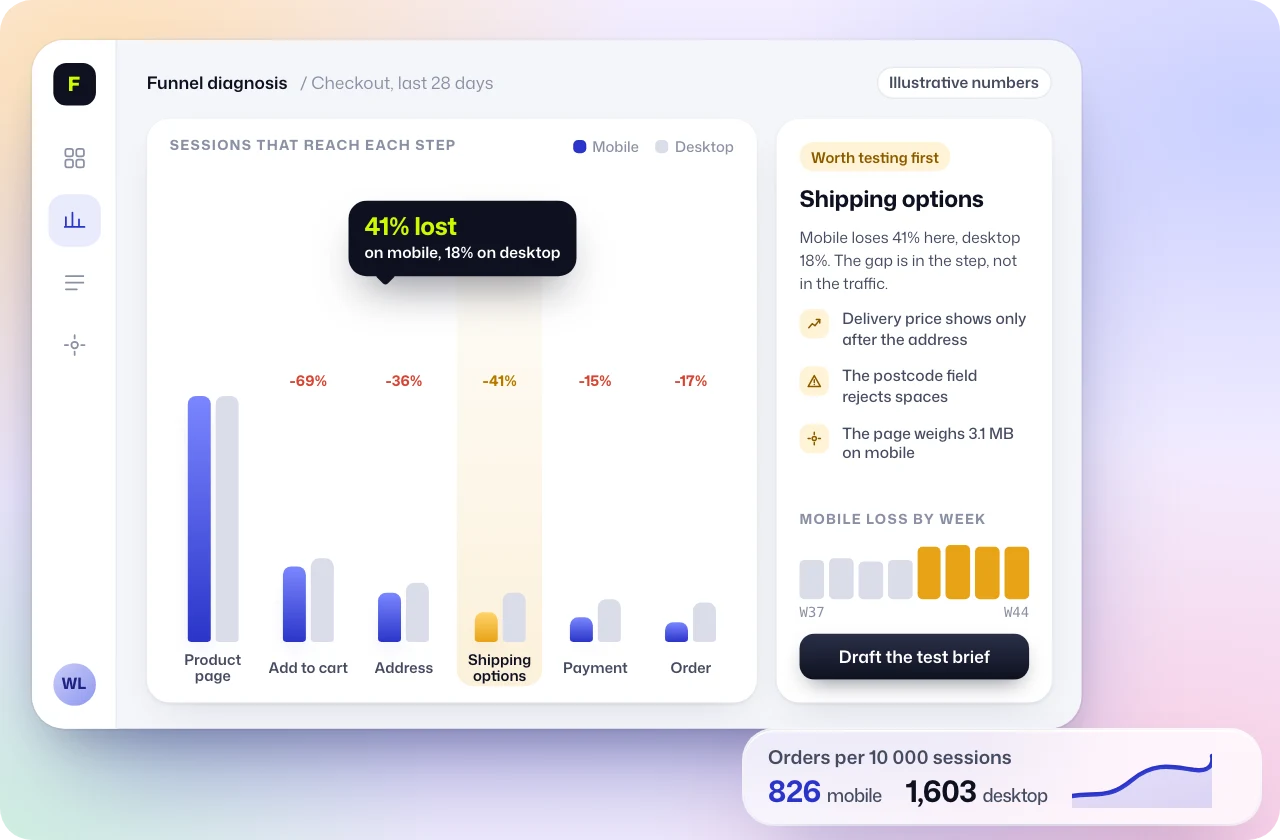 F
Funnel diagnosis / Checkout, last 28 days
Illustrative numbers
SESSIONS THAT REACH EACH STEP
Mobile
Desktop
41% lost
on mobile, 18% on desktop
-69%
-36%
-41%
-15%
-17%
Product
page
Add to cart
Address
Shipping
options
Payment
Order
Worth testing first
Shipping options
Mobile loses 41% here, desktop
18%. The gap is in the step, not
in the traffic.
Delivery price shows only
after the address
The postcode field
rejects spaces
The page weighs 3.1 MB
on mobile
MOBILE LOSS BY WEEK
W37
W44
Draft the test brief
WL
Orders per 10 000 sessions
826 mobile
1,603 desktop